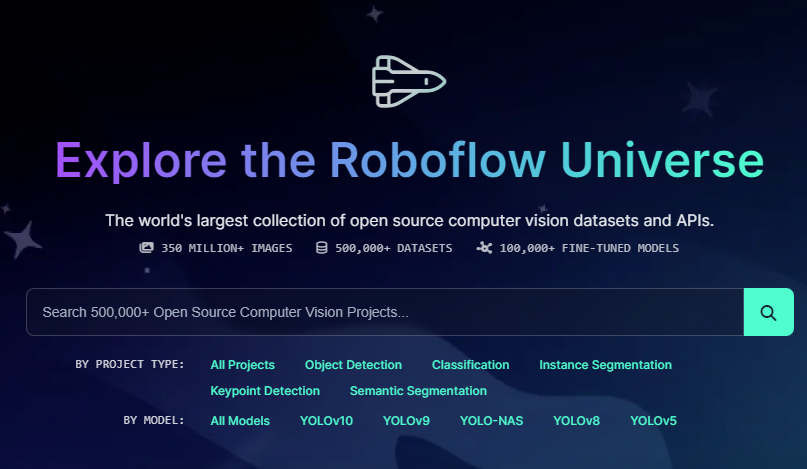 Explore the Roboflow Universe
The world's largest collection of open source computer vision datasets and APIs.
350 MILLION+ IMAGES 500,000+ DATASETS 100,000+ FINE-TUNED MODELS
Search 500,000+ Open Source Computer Vision Projects...
BY PROJECT TYPE: All Projects Object Detection Classification Instance Segmentation
Keypoint Detection Semantic Segmentation
BY MODEL: All Models YOLOv10 YOLOv9 YOLO-NAS YOLOv8 YOLOv5